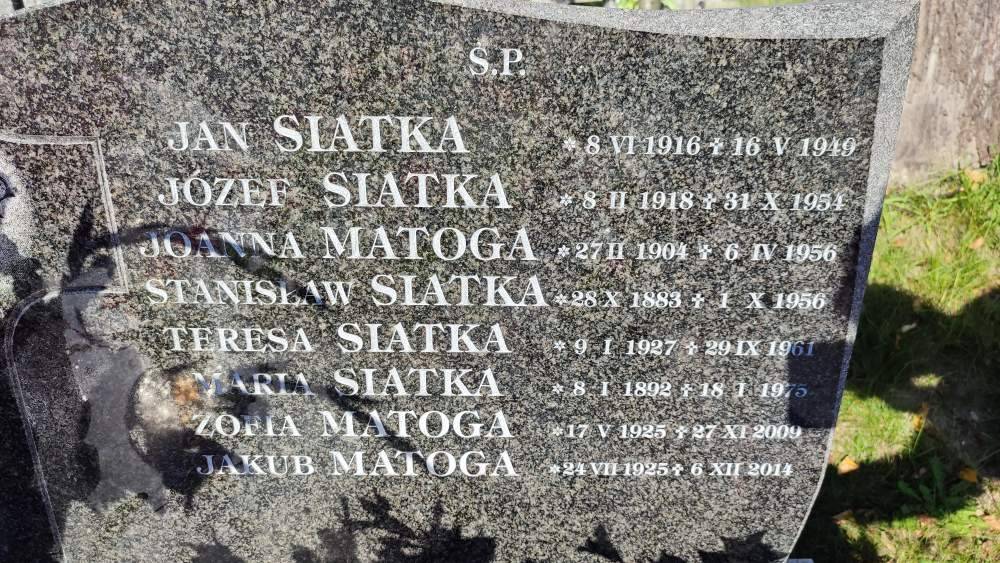 S.P.
JAN SIATKA * 8 VI 1916 ✝ 16 V 1949
JÓZEF SIATKA * 8 II 1918 ✝ 31 X 1954
JOANNA MATOGA * 27 II 1904 ✝ 6 IV 1956
STANISŁAW SIATKA * 28 X 1883 ✝ 1 X 1956
TERESA SIATKA * 9 I 1927 ✝ 29 IX 1961
MARIA SIATKA * 8 I 1892 ✝ 18 I 1975
ZOFIA MATOGA * 17 V 1925 ✝ 27 XI 2009
JAKUB MATOGA * 24 VII 1925 ✝ 6 XII 2014